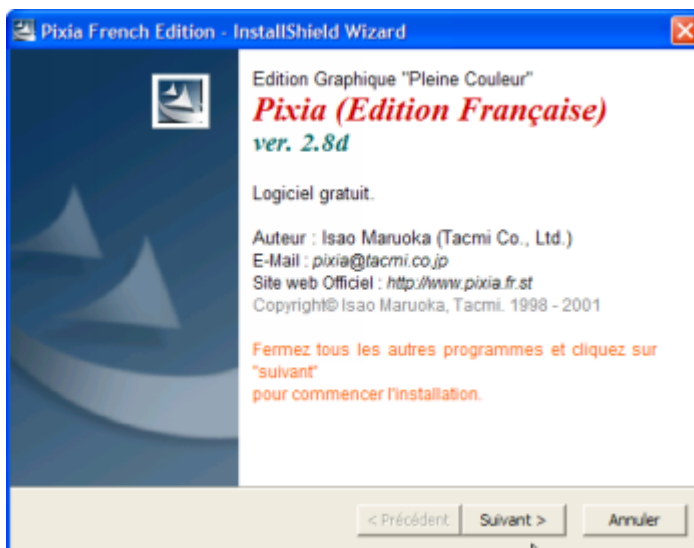 Pixia French Edition - InstallShield Wizard
Edition Graphique "Pleine Couleur"
Pixia (Edition Française)
ver. 2.8d
Logiciel gratuit.
Auteur : Isao Maruoka (Tacmi Co., Ltd.)
E-Mail : pixia@tacmi.co.jp
Site web Officiel : http://www.pixia.fr.st
Copyright© Isao Maruoka, Tacmi. 1998 - 2001
Fermez tous les autres programmes et cliquez sur
"suivant"
pour commencer l'installation.
< Précédent Suivant > Annuler